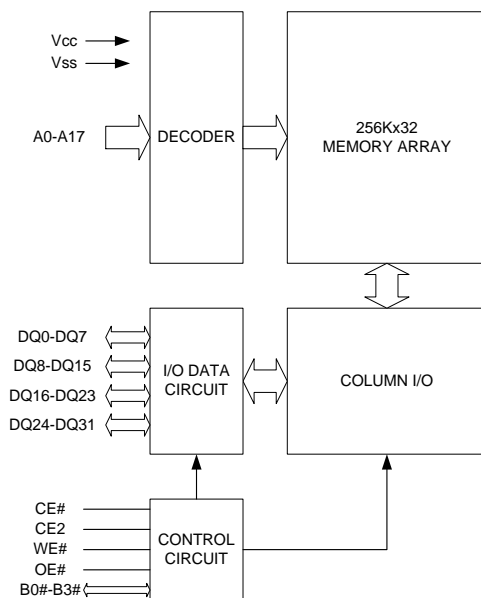 Vcc
Vss
A0-A17
DECODER
256Kx32
MEMORY ARRAY
DQ0-DQ7
DQ8-DQ15
DQ16-DQ23
DQ24-DQ31
I/O DATA
CIRCUIT
COLUMN I/O
CE#
CE2
WE#
OE#
B0#-B3#
CONTROL
CIRCUIT